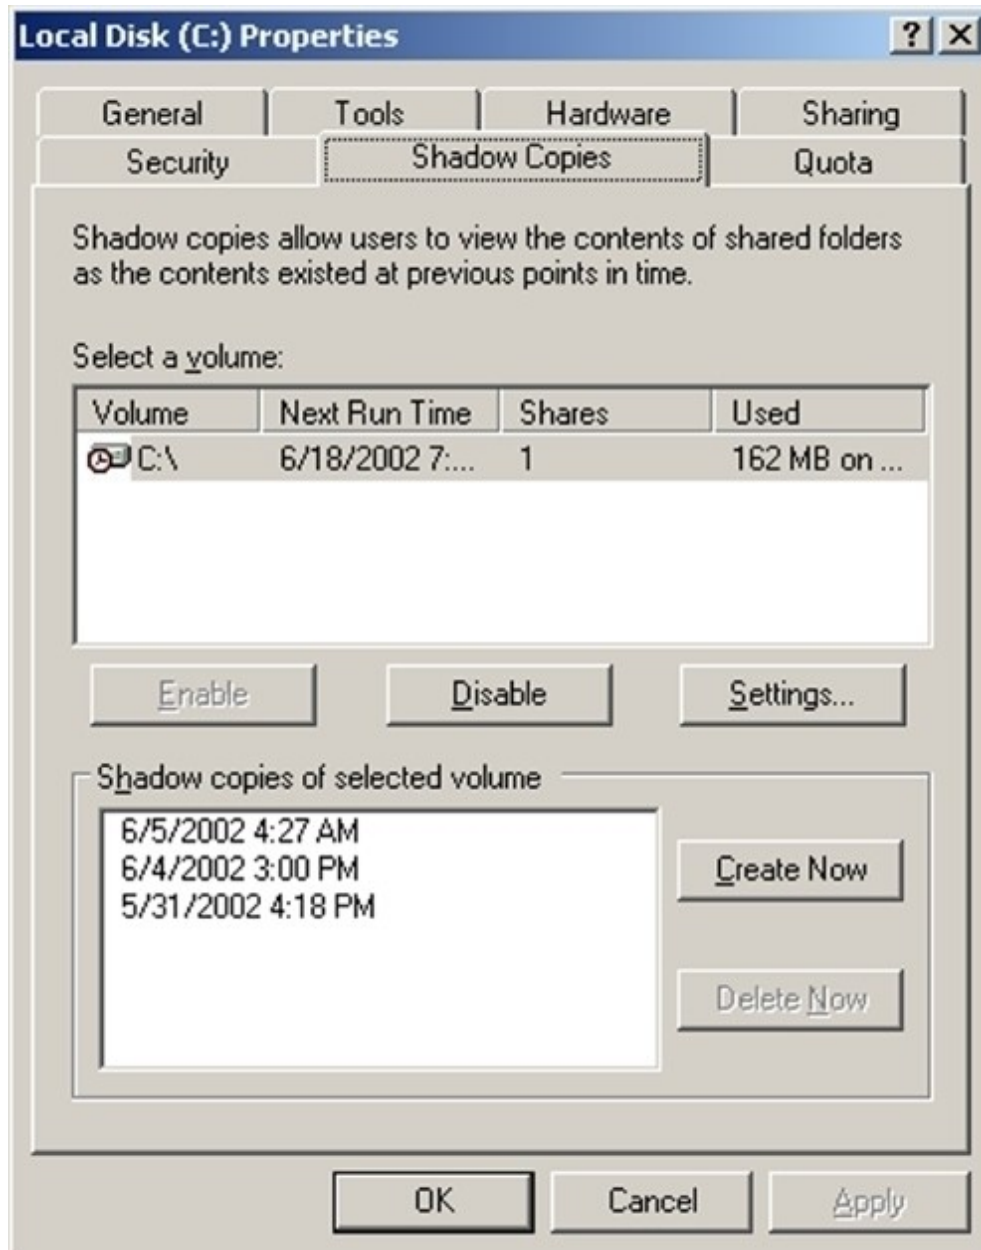 Local Disk (C:) Properties
General Tools Hardware Sharing
Security Shadow Copies Quota
Shadow copies allow users to view the contents of shared folders
as the contents existed at previous points in time.
Select a volume:
Volume Next Run Time Shares Used
C:\ 6/18/2002 7:... 1 162 MB on ...
Enable Disable Settings...
Shadow copies of selected volume
6/5/2002 4:27 AM
6/4/2002 3:00 PM
5/31/2002 4:18 PM
Create Now
Delete Now
OK Cancel Apply